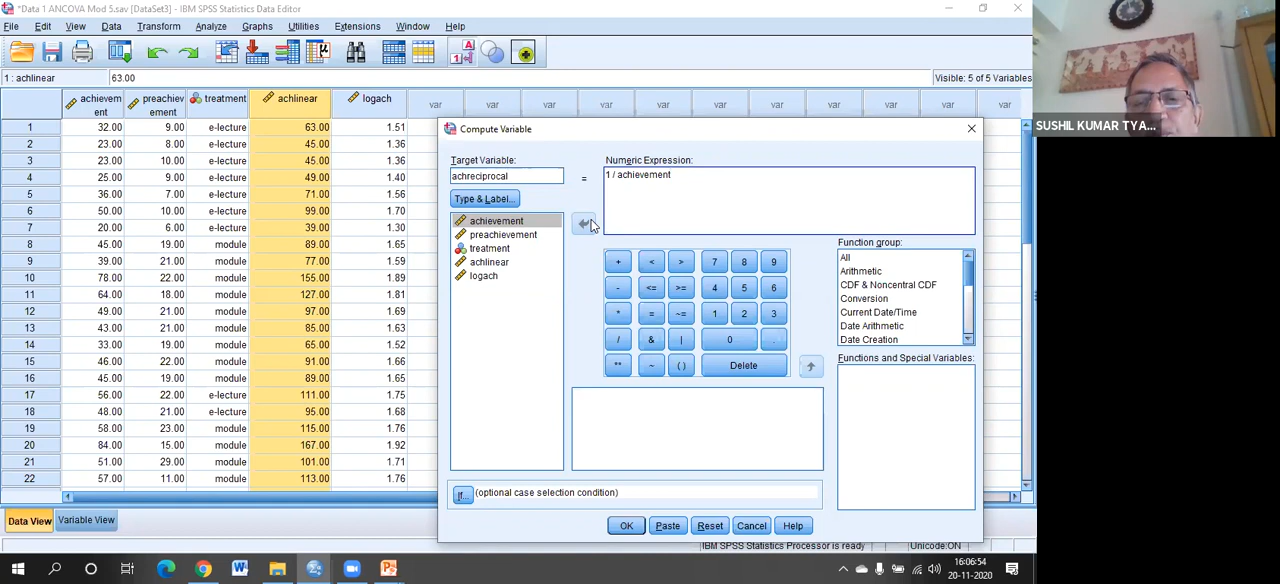 *Data 1 ANCOVA Mod 5.sav [DataSet3] - IBM SPSS Statistics Data Editor
File Edit View Data Transform Analyze Graphs Utilities Extensions Window Help
1 : achlinear 63.00 Visible: 5 of 5 Variables
achievement preachievement treatment achlinear logach var var var var var var var var var var var
1 32.00 9.00 e-lecture 63.00 1.51
2 23.00 8.00 e-lecture 45.00 1.36
3 23.00 10.00 e-lecture 45.00 1.36
4 25.00 9.00 e-lecture 49.00 1.40
5 36.00 7.00 e-lecture 71.00 1.56
6 50.00 10.00 e-lecture 99.00 1.70
7 20.00 6.00 e-lecture 39.00 1.30
8 45.00 19.00 module 89.00 1.65
9 39.00 21.00 module 77.00 1.59
10 78.00 22.00 module 155.00 1.89
11 64.00 18.00 module 127.00 1.81
12 49.00 21.00 module 97.00 1.69
13 43.00 21.00 module 85.00 1.63
14 33.00 19.00 module 65.00 1.52
15 46.00 22.00 module 91.00 1.66
16 45.00 19.00 module 89.00 1.65
17 56.00 22.00 e-lecture 111.00 1.75
18 48.00 21.00 e-lecture 95.00 1.68
19 58.00 23.00 module 115.00 1.76
20 84.00 15.00 module 167.00 1.92
21 51.00 29.00 module 101.00 1.71
22 57.00 11.00 module 113.00 1.76
Data View Variable View
Compute Variable
Target Variable:
achreciprocal
=
Numeric Expression:
1 / achievement
Type & Label...
achievement
preachievement
treatment
achlinear
logach
+ < > 7 8 9
- <= >= 4 5 6
* = ~= 1 2 3
/ & | 0 .
** ~ ( ) Delete
Function group:
All
Arithmetic
CDF & Noncentral CDF
Conversion
Current Date/Time
Date Arithmetic
Date Creation
Functions and Special Variables:
If... (optional case selection condition)
OK Paste Reset Cancel Help
IBM SPSS Statistics Processor is ready Unicode:ON
SUSHIL KUMAR TYA...
16:06:54
20-11-2020